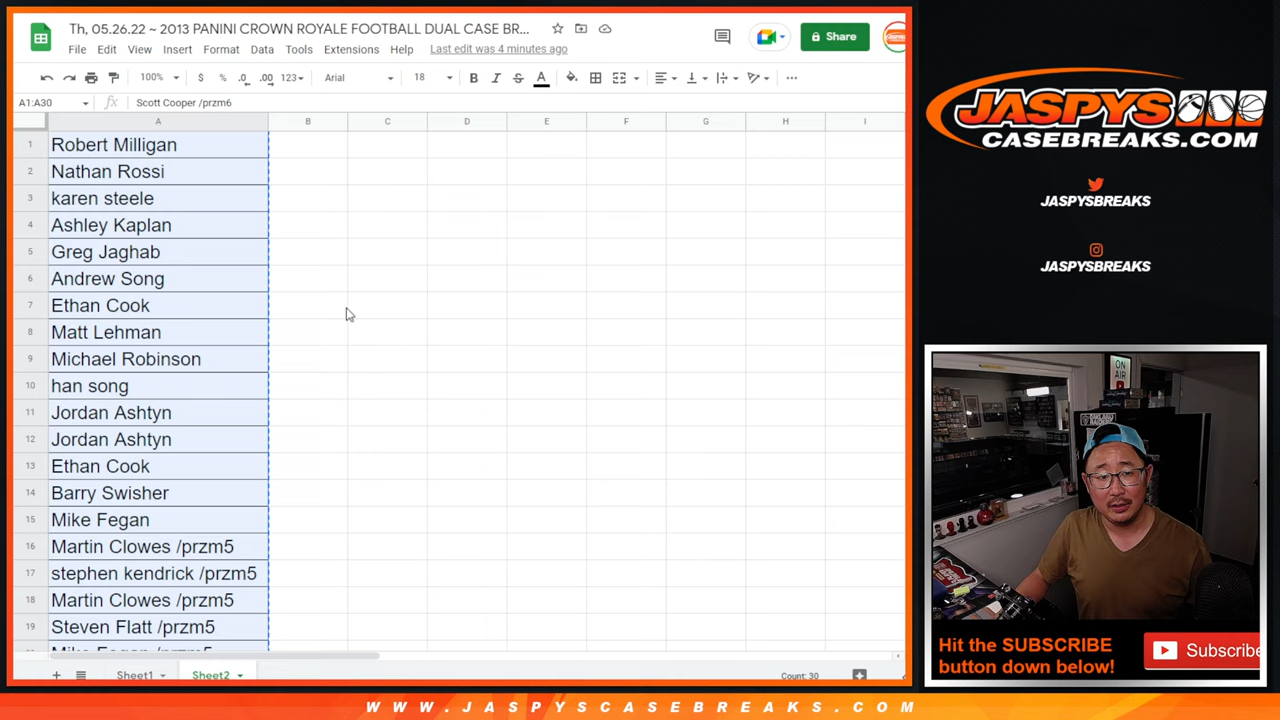 Th, 05.26.22 ~ 2013 PANINI CROWN ROYALE FOOTBALL DUAL CASE BR...
File Edit View Insert Format Data Tools Extensions Help Last edit was 4 minutes ago
Share
100% $ % .0 .00 123 Arial 18 B I S A
A1:A30 fx Scott Cooper /przm6
A B C D E F G H I
1 Robert Milligan
2 Nathan Rossi
3 karen steele
4 Ashley Kaplan
5 Greg Jaghab
6 Andrew Song
7 Ethan Cook
8 Matt Lehman
9 Michael Robinson
10 han song
11 Jordan Ashtyn
12 Jordan Ashtyn
13 Ethan Cook
14 Barry Swisher
15 Mike Fegan
16 Martin Clowes /przm5
17 stephen kendrick /przm5
18 Martin Clowes /przm5
19 Steven Flatt /przm5
Mike Fegan /przm5
Sheet1 Sheet2 Count: 30
JASPYS
CASEBREAKS.COM
JASPYSBREAKS
JASPYSBREAKS
ON
AIR
Hit the SUBSCRIBE
button down below!
Subscribe
WWW.JASPYSCASEBREAKS.COM